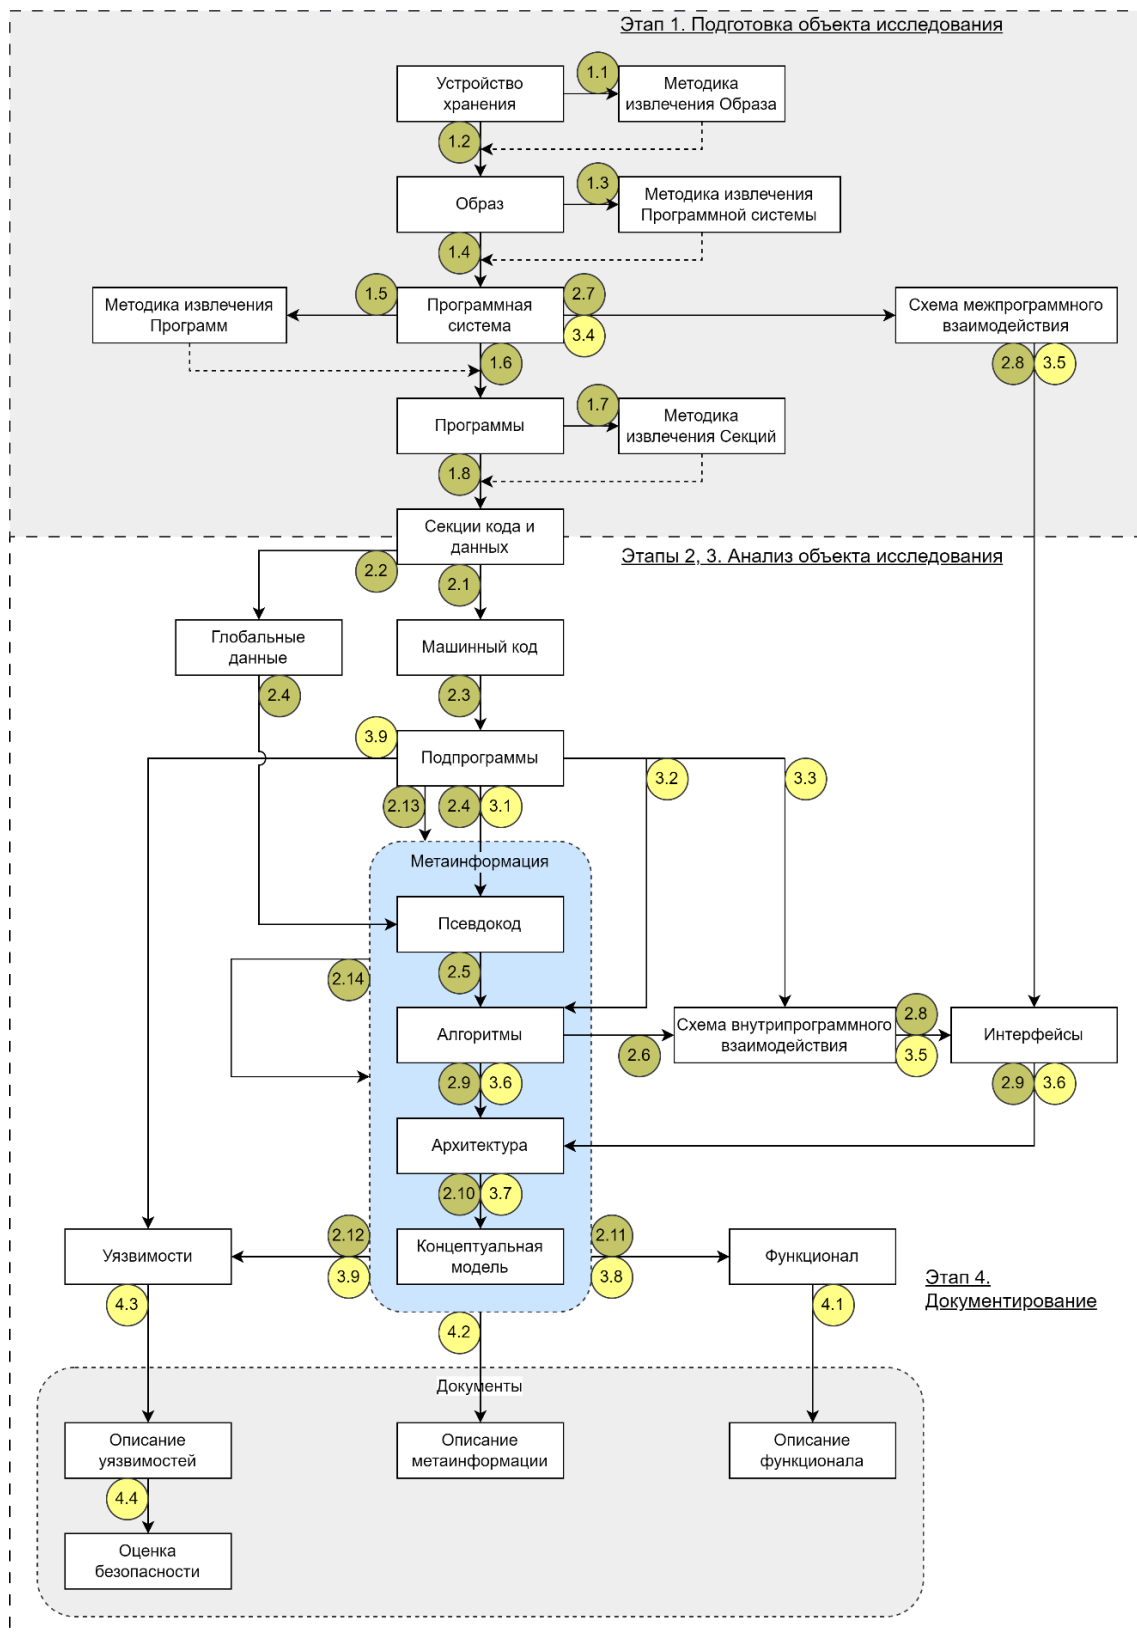 Этап 1. Подготовка объекта исследования
1.1
Устройство
хранения
Методика
извлечения Образа
1.2
1.3
Образ
Методика извлечения
Программной системы
1.4
1.5
2.7
Методика извлечения
Программ
Программная
система
Схема межпрограммного
взаимодействия
3.4
1.6
2.8
3.5
1.7
Программы
Методика
извлечения Секций
1.8
Секции кода и
данных
Этапы 2, 3. Анализ объекта исследования
2.2
2.1
Глобальные
данные
Машинный код
2.4
2.3
3.9
Подпрограммы
3.2
3.3
2.13
2.4
3.1
Метаинформация
Псевдокод
2.14
2.5
Алгоритмы
Схема внутрипрограммного
взаимодействия
2.8
Интерфейсы
2.6
3.5
2.9
3.6
2.9
3.6
Архитектура
2.10
3.7
2.12
2.11
Уязвимости
Концептуальная
модель
Функционал
3.9
3.8
Этап 4.
Документирование
4.3
4.2
4.1
Документы
Описание
уязвимостей
Описание
метаинформации
Описание
функционала
4.4
Оценка
безопасности